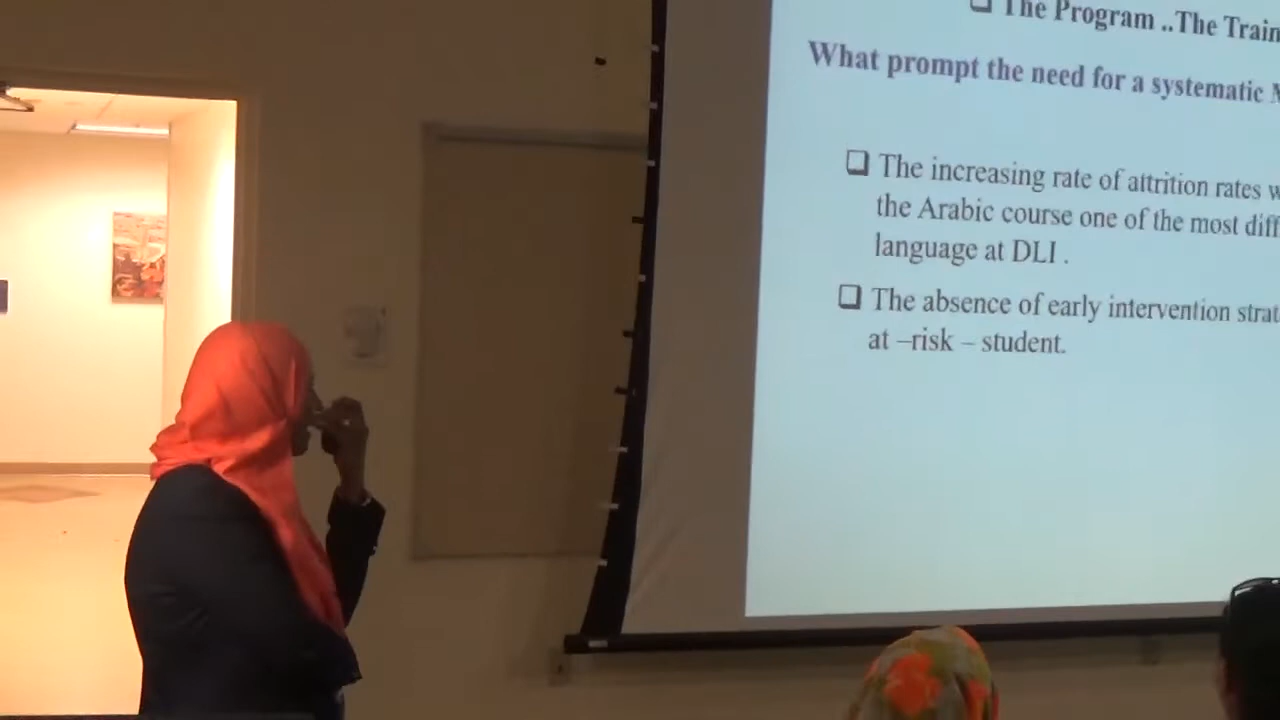 The Program ..The Train
What prompt the need for a systematic
The increasing rate of attrition rates
the Arabic course one of the most diff
language at DLI .
The absence of early intervention strat
at –risk – student.